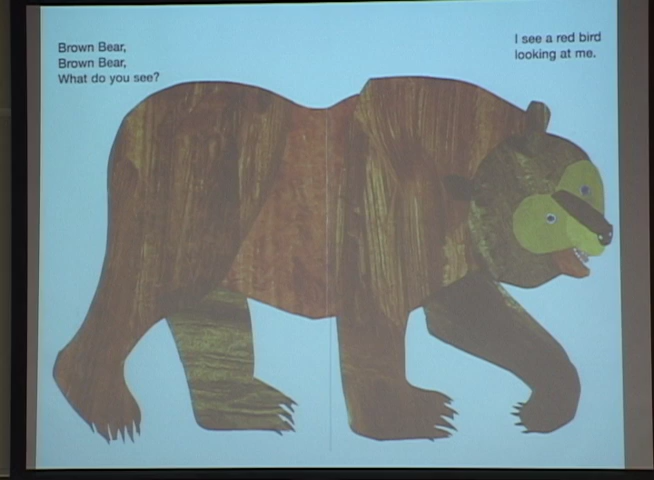 Brown Bear,
Brown Bear,
What do you see?
I see a red bird
looking at me.